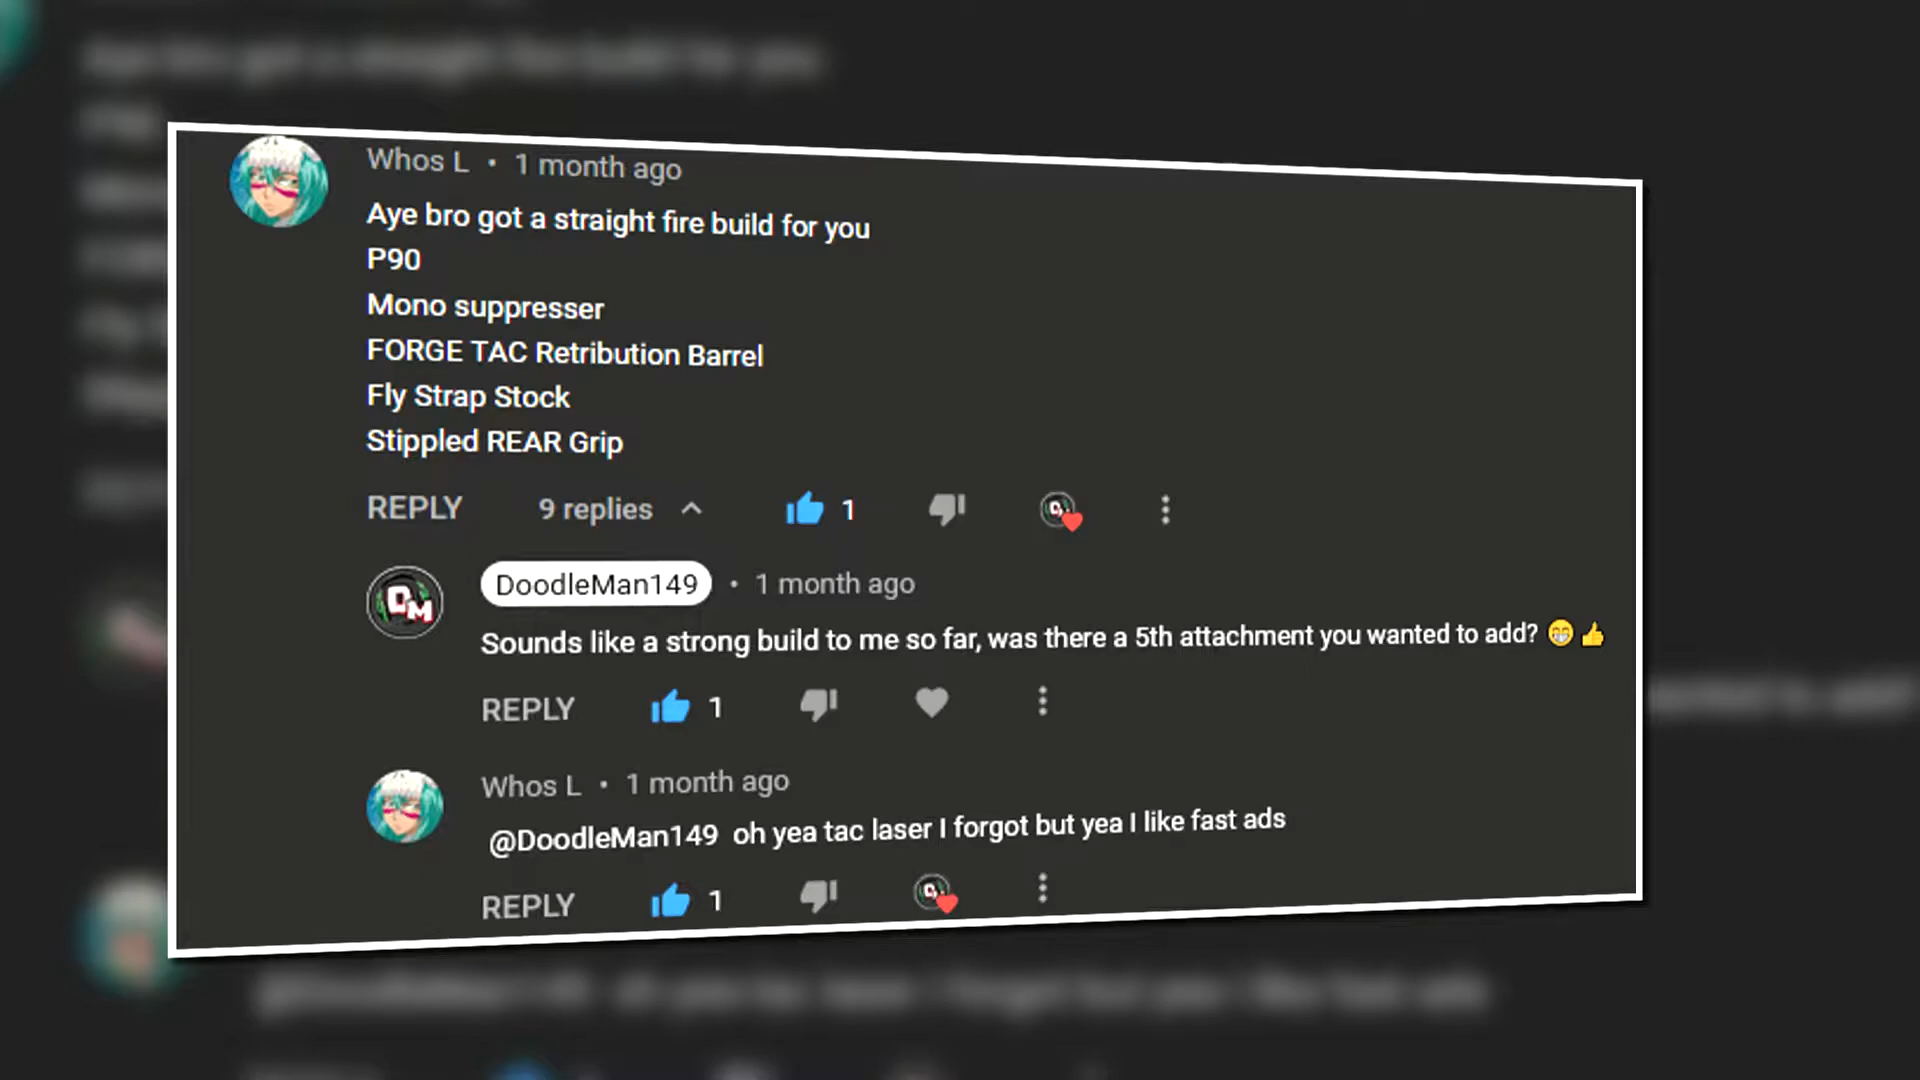 Whos L • 1 month ago
Aye bro got a straight fire build for you
P90
Mono suppresser
FORGE TAC Retribution Barrel
Fly Strap Stock
Stippled REAR Grip
REPLY 9 replies 1
DoodleMan149 • 1 month ago
Sounds like a strong build to me so far, was there a 5th attachment you wanted to add? 😁👍
REPLY 1
Whos L • 1 month ago
@DoodleMan149 oh yea tac laser I forgot but yea I like fast ads
REPLY 1